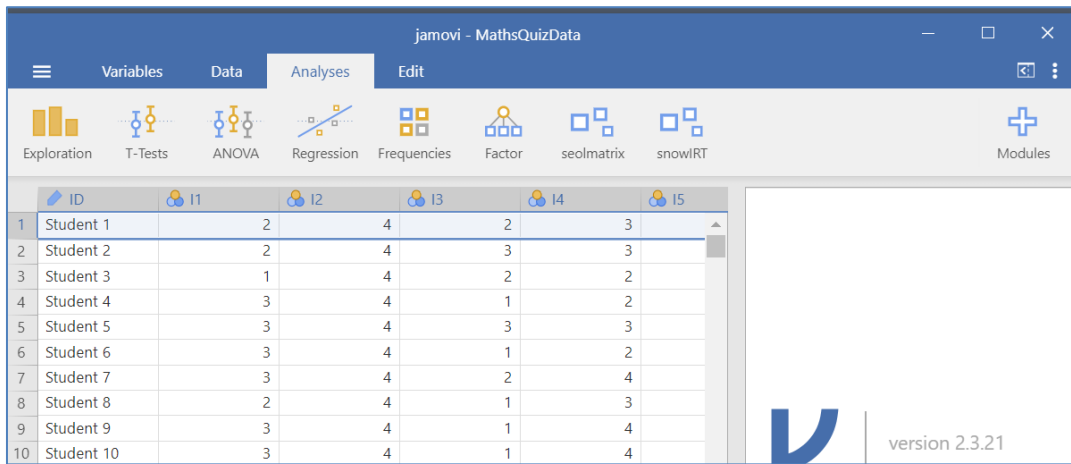 jamovi - MathsQuizData
Variables Data Analyses Edit
Exploration T-Tests ANOVA Regression Frequencies Factor seolmatrix snowIRT Modules
ID I1 I2 I3 I4 I5
1 Student 1 2 4 2 3
2 Student 2 2 4 3 3
3 Student 3 1 4 2 2
4 Student 4 3 4 1 2
5 Student 5 3 4 3 3
6 Student 6 3 4 1 2
7 Student 7 3 4 2 4
8 Student 8 2 4 1 3
9 Student 9 3 4 1 4
10 Student 10 3 4 1 4
version 2.3.21